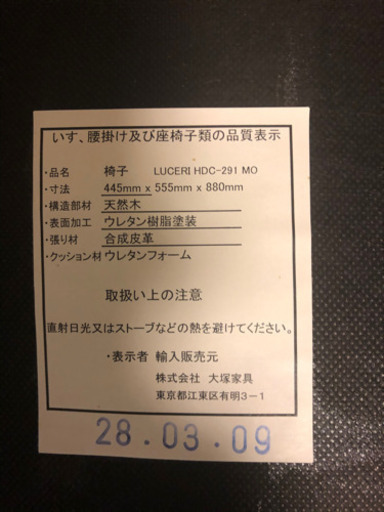 いす、腰掛け及び座椅子類の品質表示
・品名 椅子 LUCERI HDC-291 MO
・寸法 445mm x 555mm x 880mm
・構造部材 天然木
・表面加工 ウレタン樹脂塗装
・張り材 合成皮革
・クッション材 ウレタンフォーム
取扱い上の注意
直射日光又はストーブなどの熱を避けてください。
・表示者 輸入販売元
株式会社 大塚家具
東京都江東区有明3-1
28.03.09